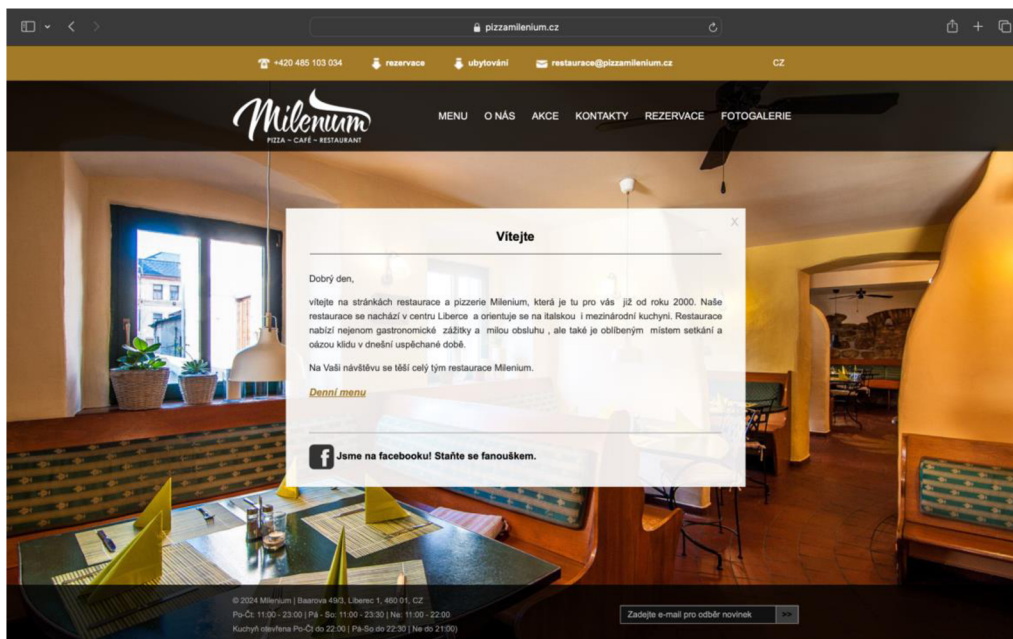 pizzamilenium.cz
+420 485 103 034 rezervace ubytování restaurace@pizzamilenium.cz CZ
Milenium
PIZZA ~ CAFÉ ~ RESTAURANT
MENU O NÁS AKCE KONTAKTY REZERVACE FOTOGALERIE
X
Vítejte
Dobrý den,
vítejte na stránkách restaurace a pizzerie Milenium, která je tu pro vás již od roku 2000. Naše
restaurace se nachází v centru Liberce a orientuje se na italskou i mezinárodní kuchyni. Restaurace
nabízí nejenom gastronomické zážitky a milou obsluhu , ale také je oblíbeným místem setkání a
oázou klidu v dnešní uspěchané době.
Na Vaši návštěvu se těší celý tým restaurace Milenium.
Denní menu
Jsme na facebooku! Staňte se fanouškem.
© 2024 Milenium | Baarova 49/3, Liberec 1, 460 01, CZ
Po-Čt: 11:00 - 23:00 | Pá - So: 11:00 - 23:30 | Ne: 11:00 - 22:00
Kuchyň otevřena Po-Čt do 22:00 | Pá-So do 22:30 | Ne do 21:00)
Zadejte e-mail pro odběr novinek >>